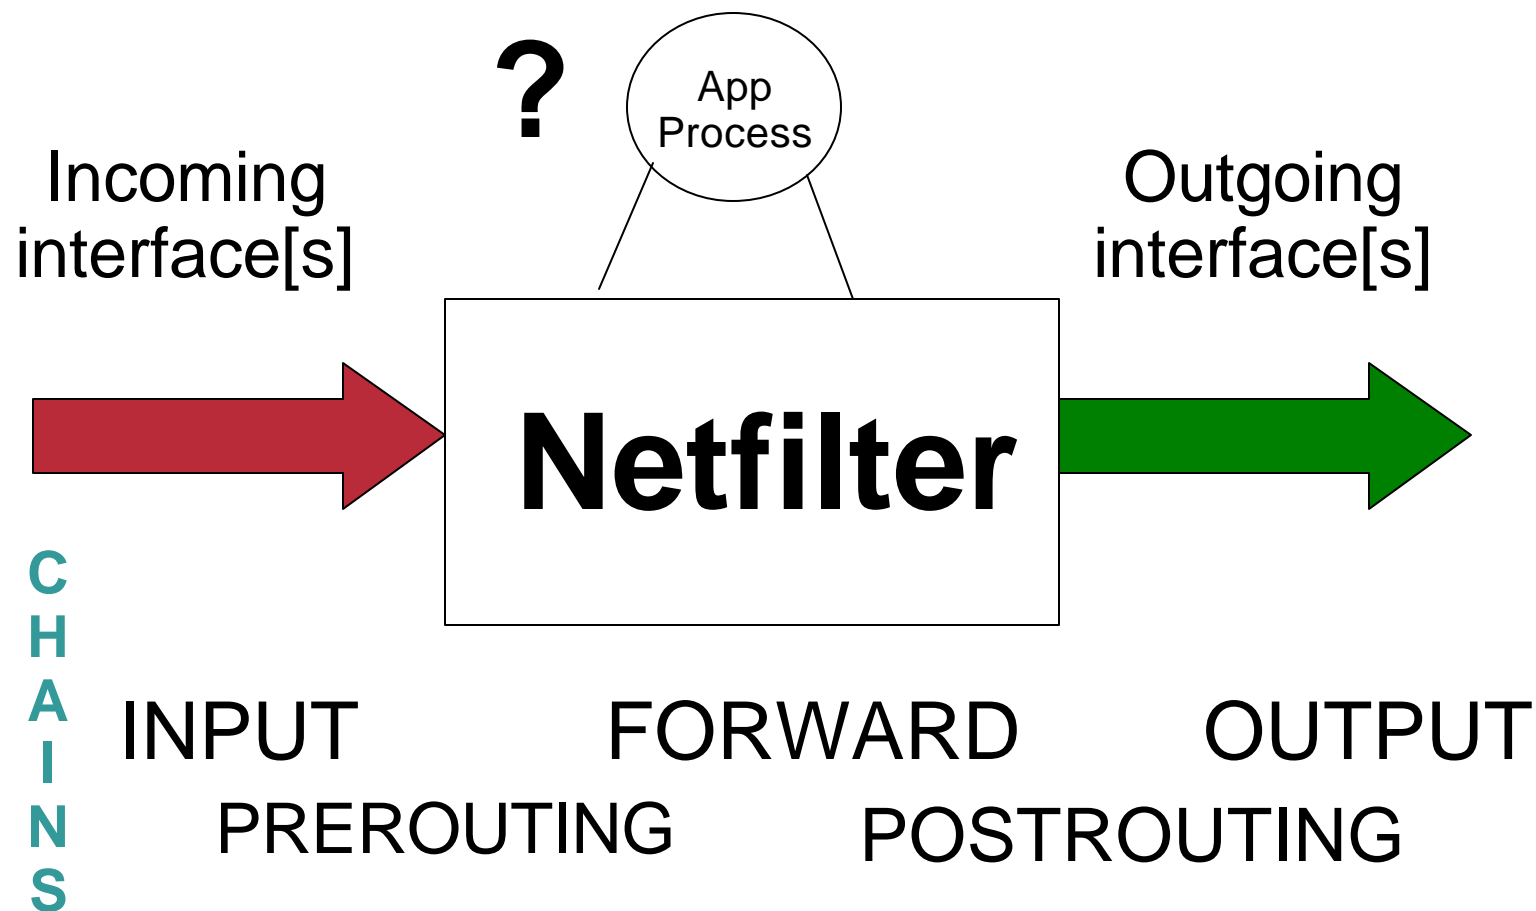 ?
App
Process
Incoming
interface[s]
Outgoing
interface[s]
Netfilter
C
H
A
I
N
S
INPUT
FORWARD
OUTPUT
PREROUTING
POSTROUTING